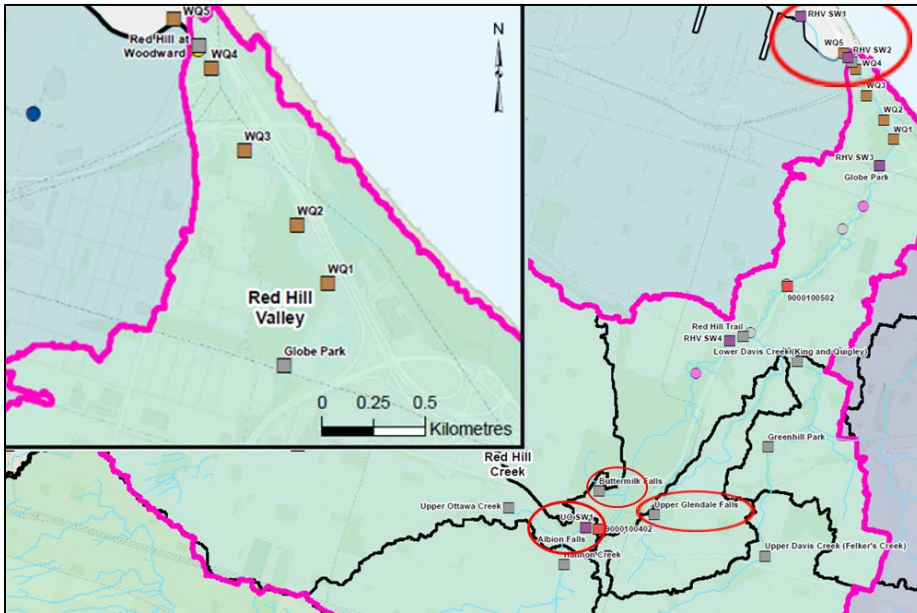 WQ5
Red Hill at
Woodward
WQ4
N
WQ3
WQ2
WQ1
Red Hill
Valley
Globe Park
0 0.25 0.5
Kilometres
RHV SW1
WQ5
RHV SW2
WQ4
WQ3
WQ2
WQ1
RHV SW3
Globe Park
9000100502
Red Hill Trail
RHV SW4
Lower Davis Creek (King and Quigley)
Greenhill Park
Red Hill
Creek
Buttermilk Falls
Upper Ottawa Creek
Upper Glendale Falls
UO SW1
9000100402
Albion Falls
Hannon Creek
Upper Davis Creek (Felker's Creek)